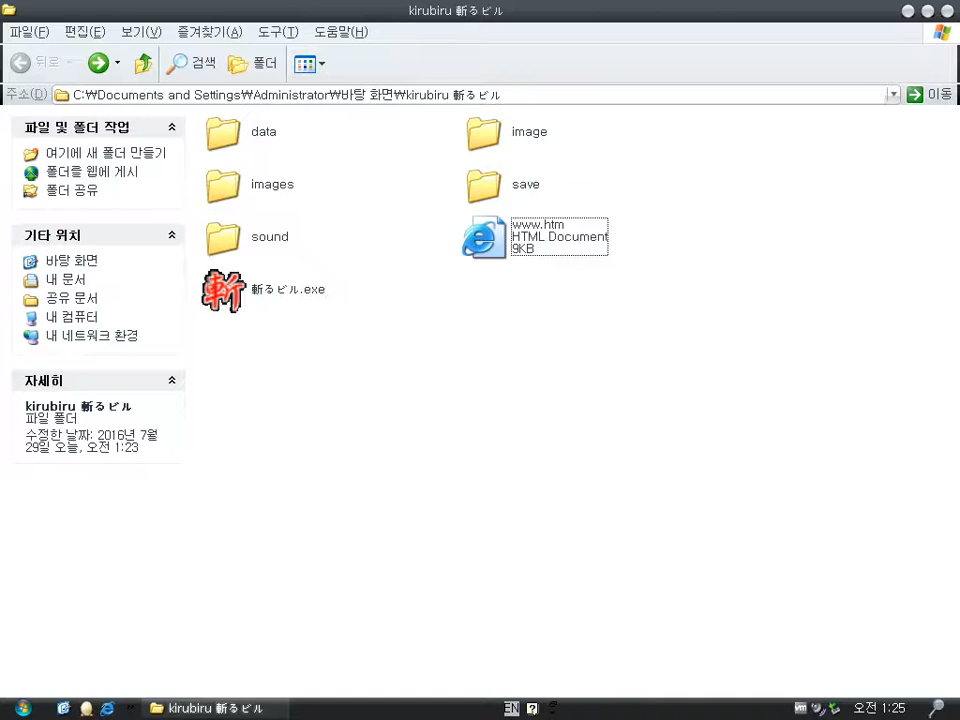 kirubiru 斬るビル
파일(F) 편집(E) 보기(V) 즐겨찾기(A) 도구(T) 도움말(H)
뒤로 검색 폴더
주소(D) C:₩Documents and Settings₩Administrator₩바탕 화면₩kirubiru 斬るビル 이동
파일 및 폴더 작업
여기에 새 폴더 만들기
폴더를 웹에 게시
폴더 공유
기타 위치
바탕 화면
내 문서
공유 문서
내 컴퓨터
내 네트워크 환경
자세히
kirubiru 斬るビル
파일 폴더
수정한 날짜: 2016년 7월
29일 오늘, 오전 1:23
data
image
images
save
sound
www.htm
HTML Document
9KB
斬
斬るビル.exe
kirubiru 斬るビル
EN
오전 1:25